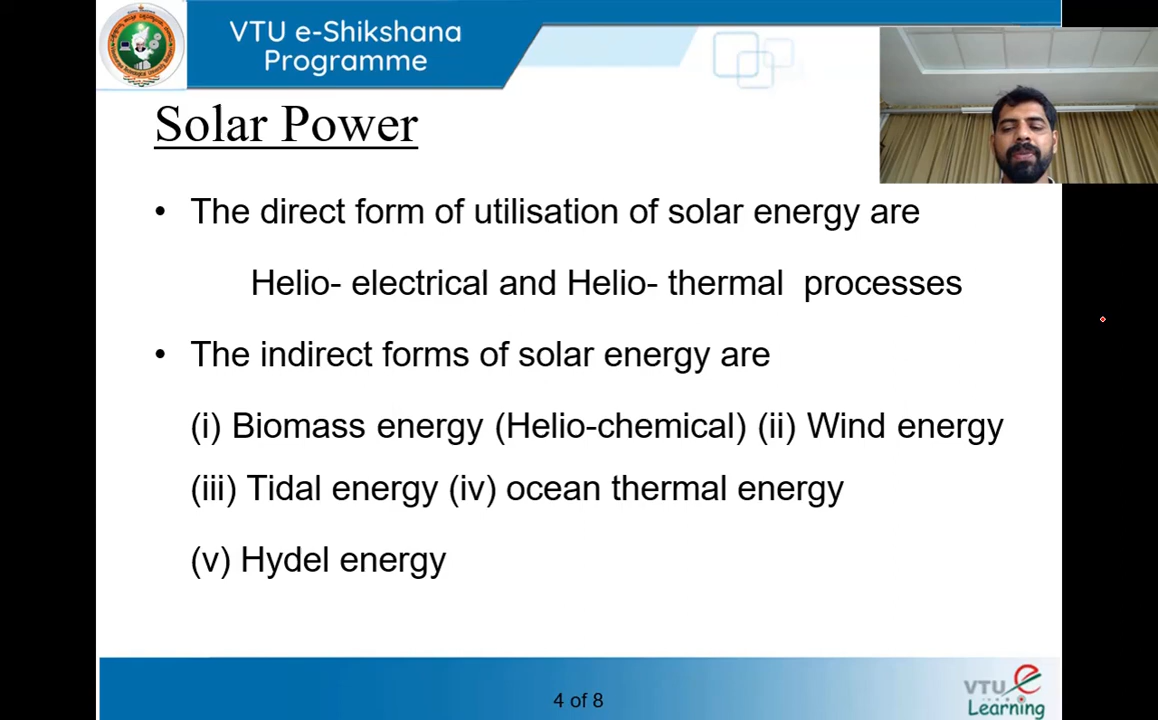 VTU e-Shikshana
Programme
Solar Power
• The direct form of utilisation of solar energy are
Helio- electrical and Helio- thermal processes
• The indirect forms of solar energy are
(i) Biomass energy (Helio-chemical) (ii) Wind energy
(iii) Tidal energy (iv) ocean thermal energy
(v) Hydel energy
4 of 8
VTU e
Learning